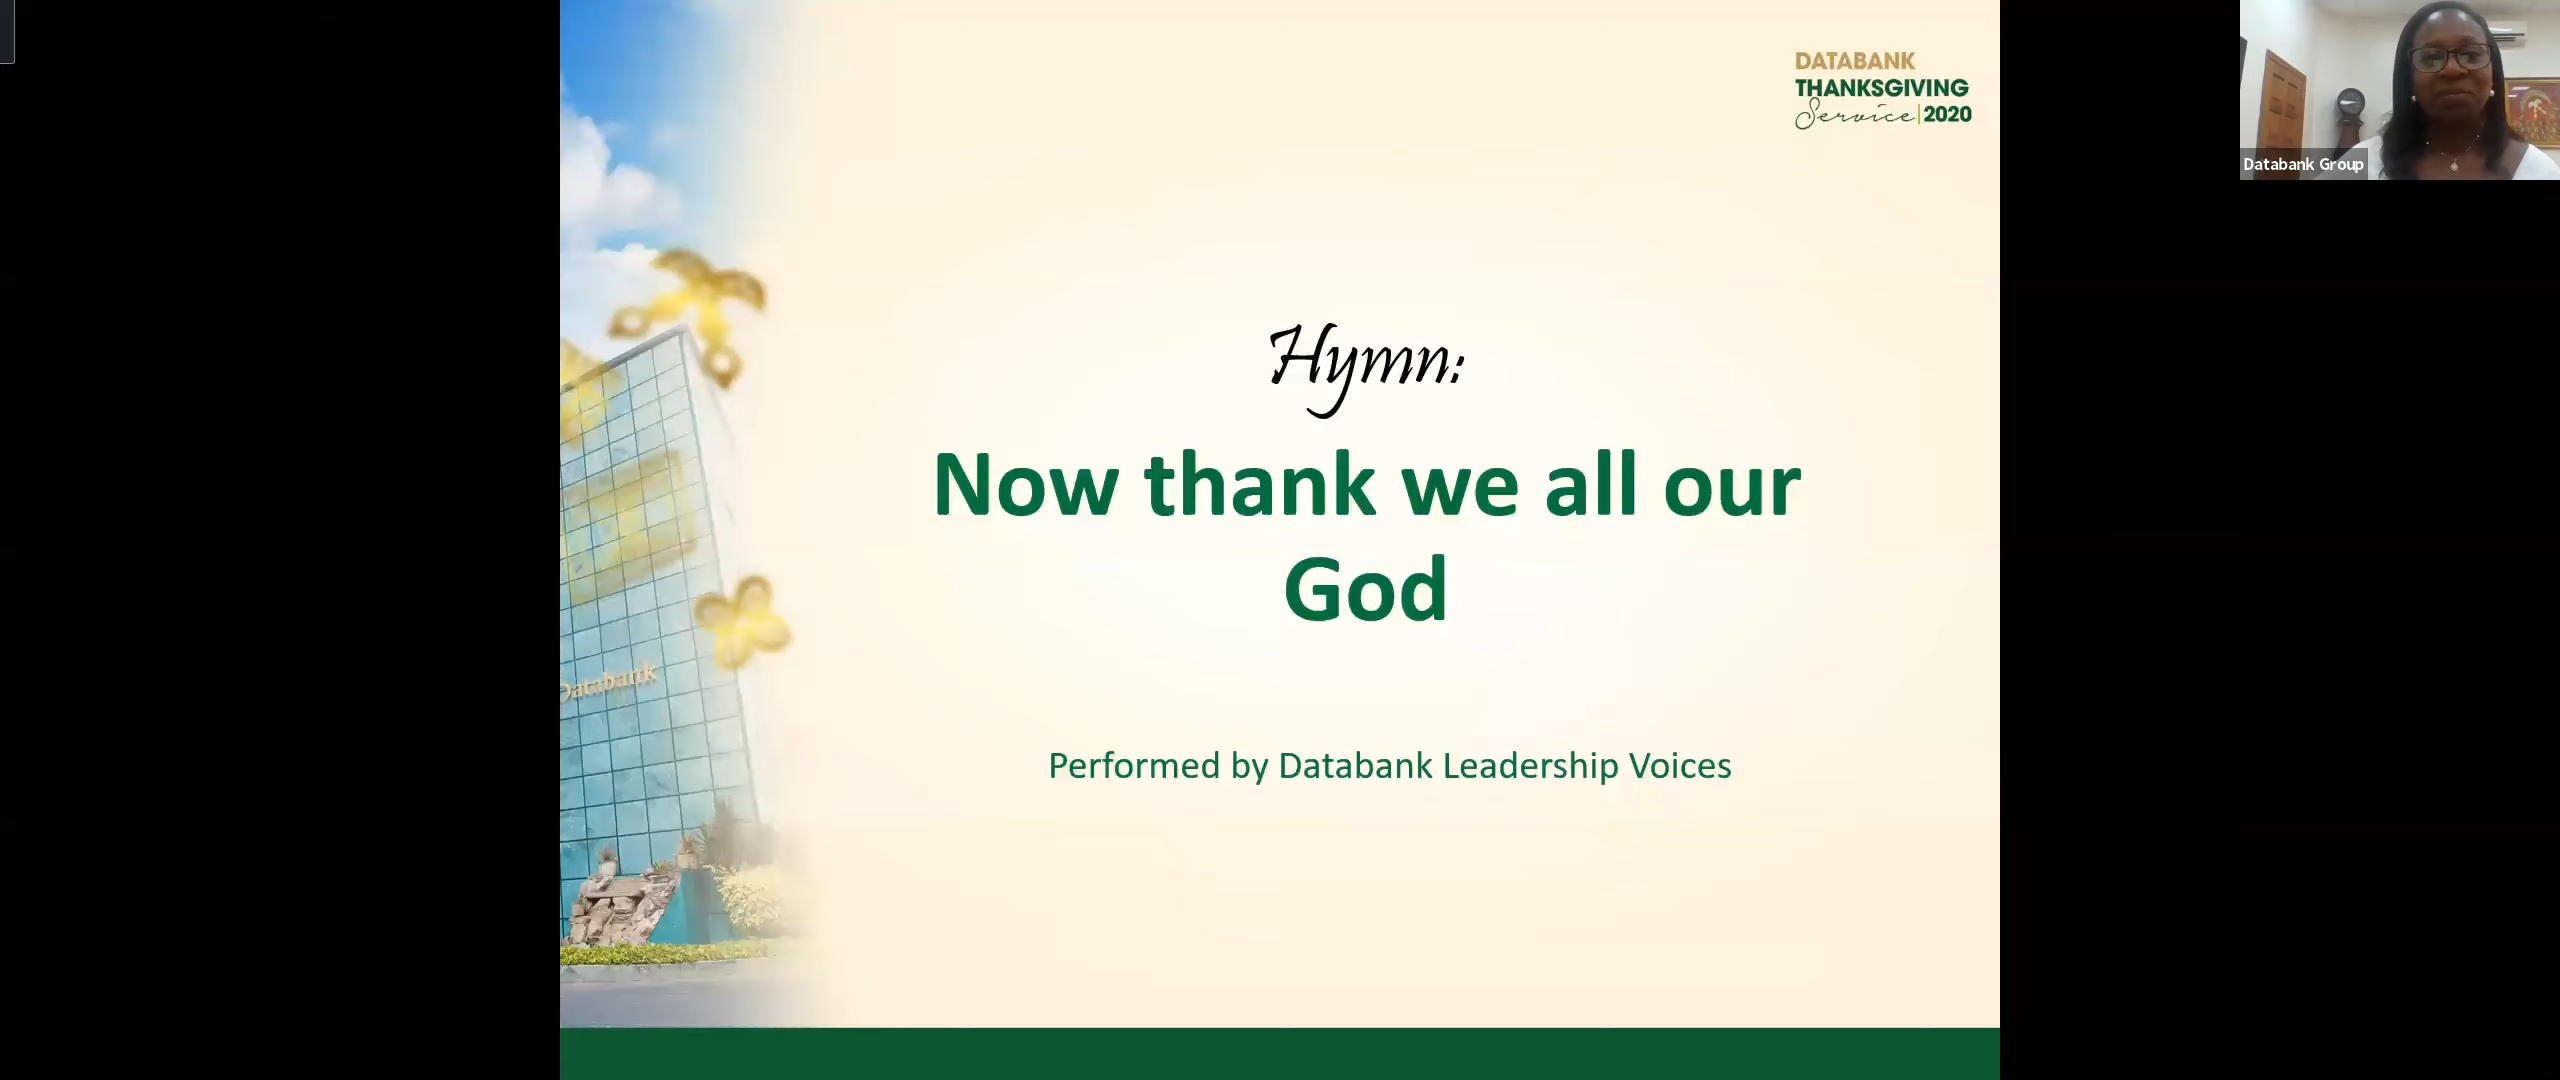 DATABANK
THANKSGIVING
Service | 2020
Databank Group
Hymn:
Now thank we all our
God
Databank
Performed by Databank Leadership Voices